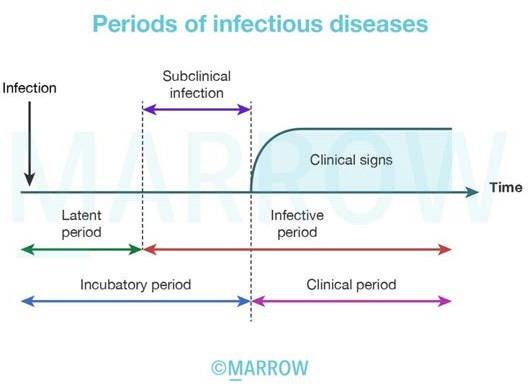 Periods of infectious diseases
Subclinical
infection
Infection
MARROW
Clinical signs
Time
Latent
period
Infective
period
Incubatory period
Clinical period
©MARROW